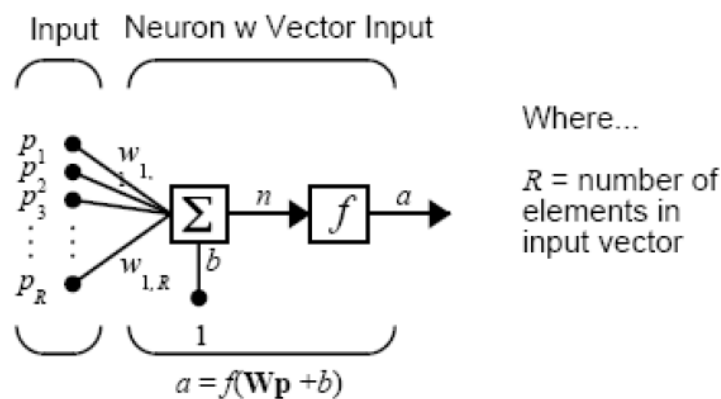 Input Neuron w Vector Input
p1
p2
p3
pR
w1, 1
w1, R
Σ
n
f
a
b
1
a = f(Wp +b)
Where...
R = number of
elements in
input vector